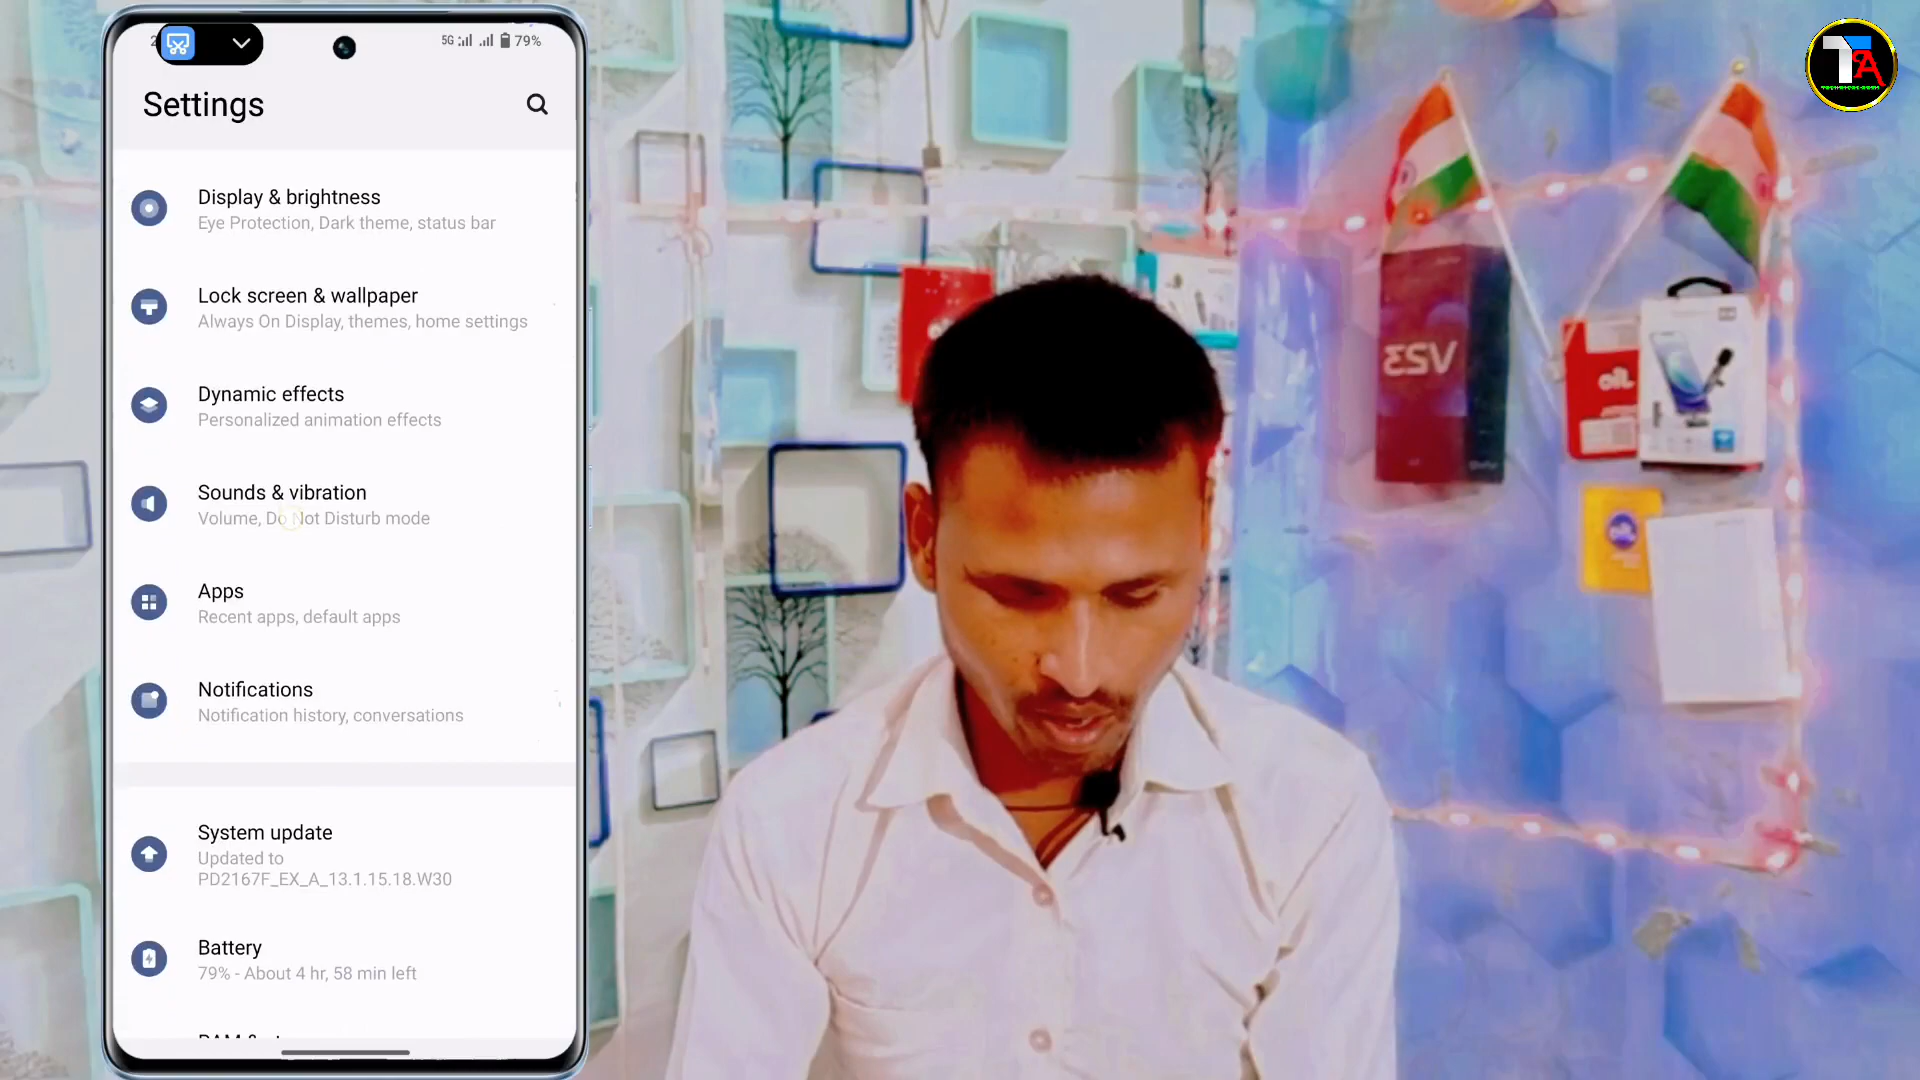 5G 79%
Settings
Display & brightness
Eye Protection, Dark theme, status bar
Lock screen & wallpaper
Always On Display, themes, home settings
Dynamic effects
Personalized animation effects
Sounds & vibration
Volume, Do Not Disturb mode
Apps
Recent apps, default apps
Notifications
Notification history, conversations
System update
Updated to
PD2167F_EX_A_13.1.15.18.W30
Battery
79% - About 4 hr, 58 min left
TA
V23
Jio